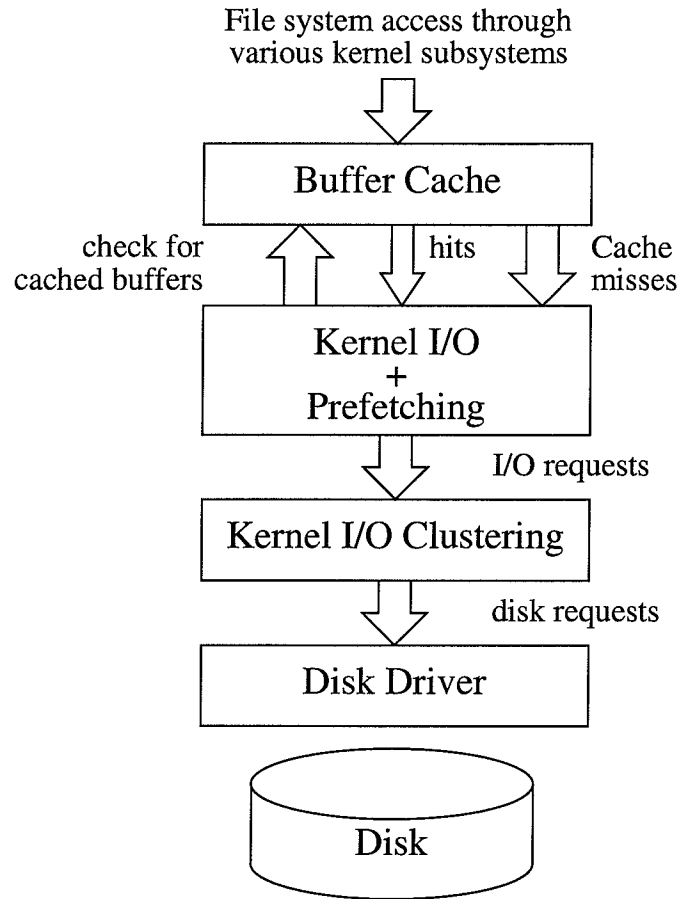 File system access through
various kernel subsystems
Buffer Cache
check for
cached buffers
hits
Cache
misses
Kernel I/O
+
Prefetching
I/O requests
Kernel I/O Clustering
disk requests
Disk Driver
Disk